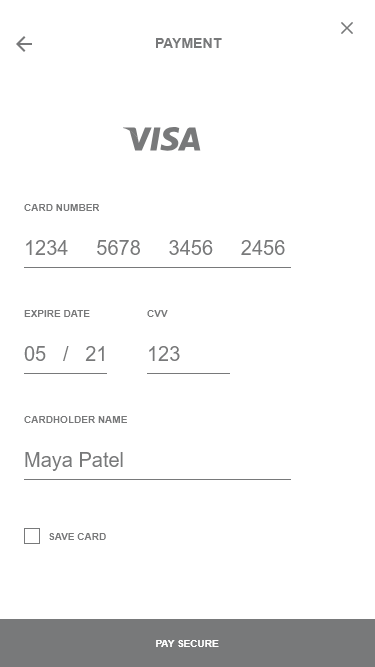 PAYMENT
VISA
CARD NUMBER
1234 5678 3456 2456
EXPIRE DATE CVV
05 / 21 123
CARDHOLDER NAME
Maya Patel
SAVE CARD
PAY SECURE